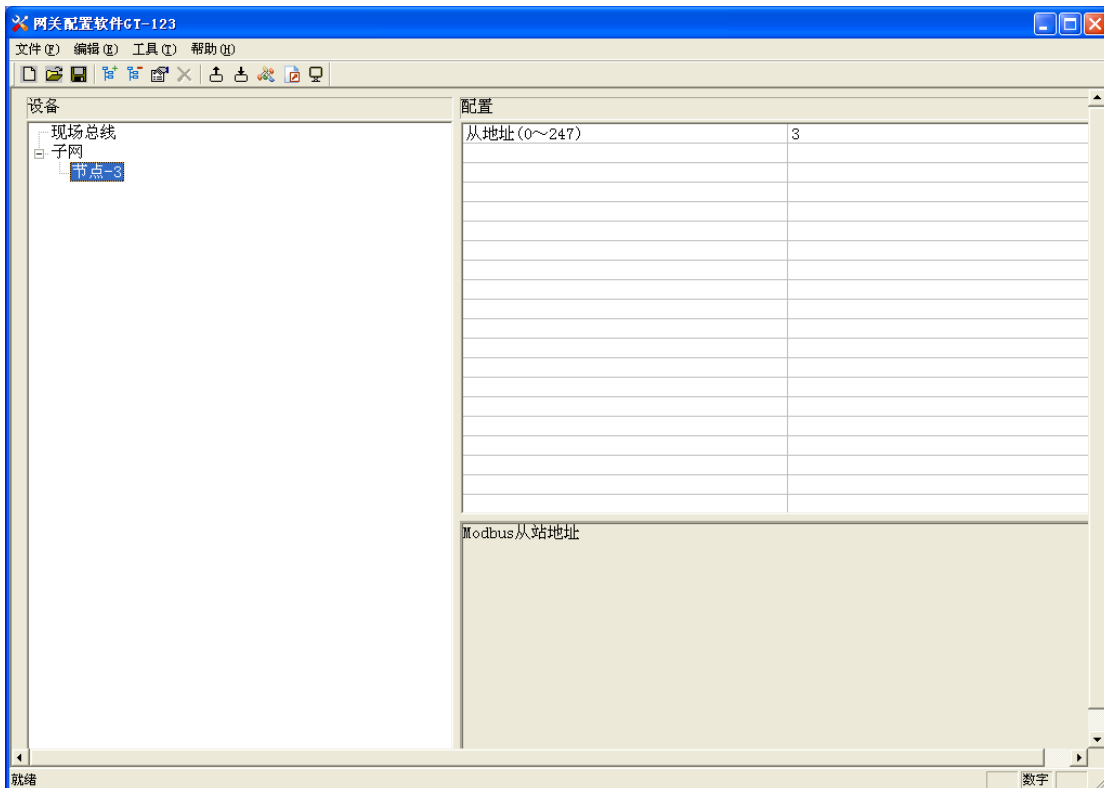 网关配置软件GT-123
文件(F) 编辑(E) 工具(T) 帮助(H)
设备
现场总线
子网
节点-3
配置
从地址(0～247) 3
Modbus从站地址
就绪 数字